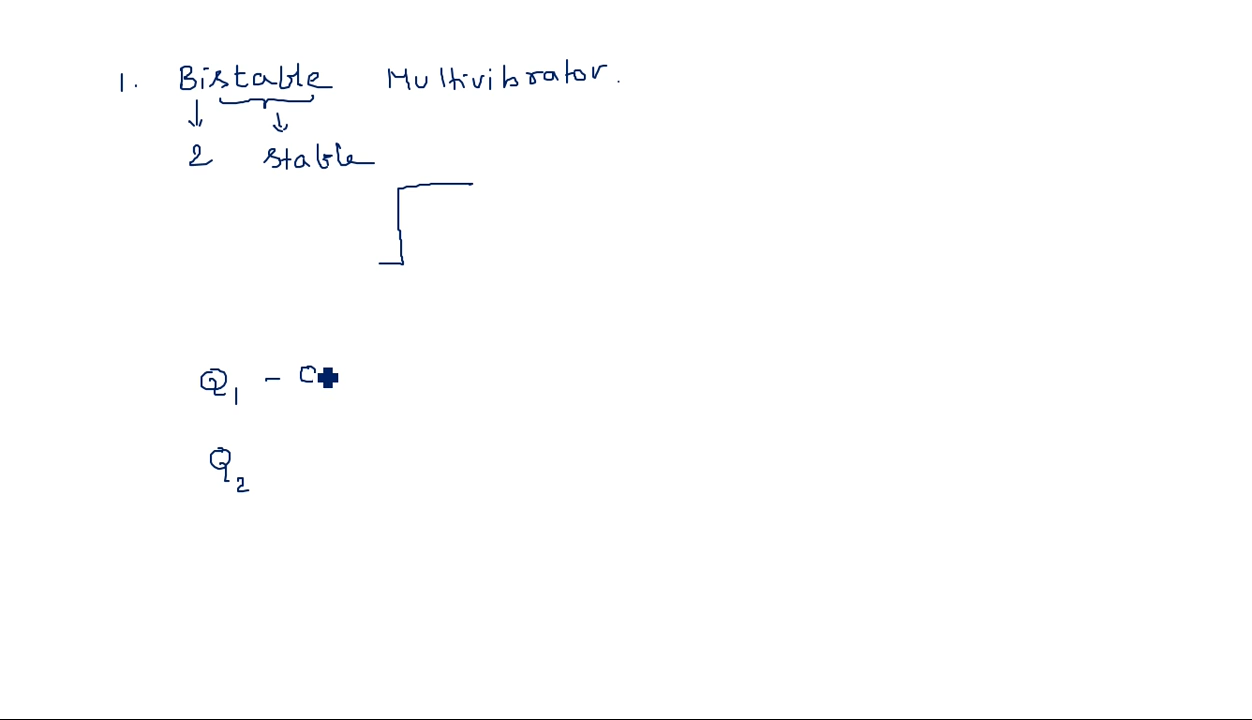 1. Bistable Multivibrator.
↓ ↓
2 stable
Q1 -
Q2